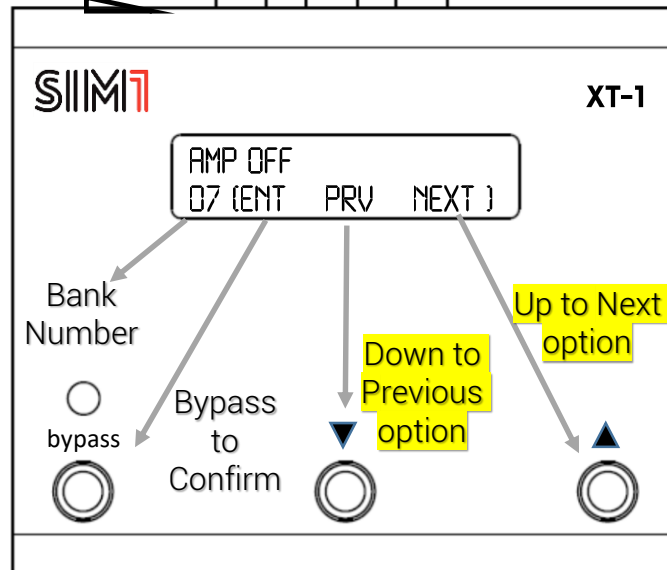 SIM1
XT-1
AMP OFF
07 (ENT PRV NEXT )
Bank
Number
Up to Next
option
Down to
Previous
option
Bypass
to
Confirm
bypass